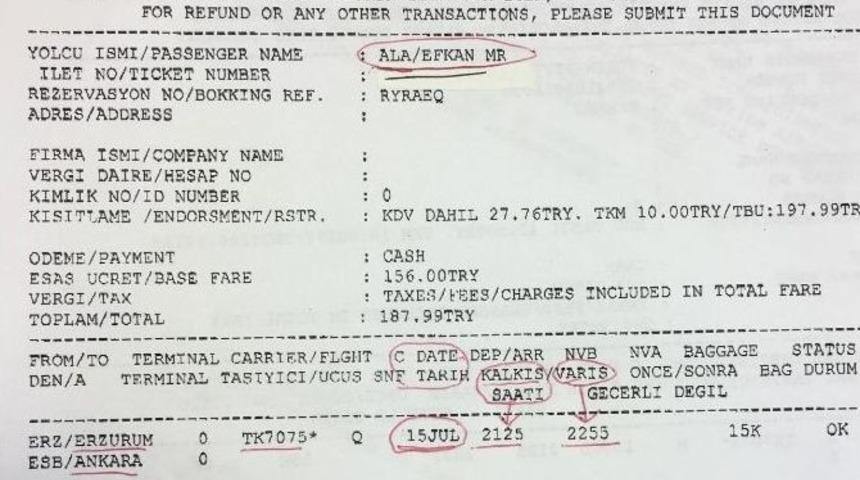 FOR REFUND OR ANY OTHER TRANSACTIONS, PLEASE SUBMIT THIS DOCUMENT
YOLCU ISMI/PASSENGER NAME : ALA/EFKAN MR
ILET NO/TICKET NUMBER :
REZERVASYON NO/BOKKING REF. : RYRAEQ
ADRES/ADDRESS :
FIRMA ISMI/COMPANY NAME :
VERGI DAIRE/HESAP NO :
KIMLIK NO/ID NUMBER : 0
KISITLAME /ENDORSMENT/RSTR. : KDV DAHIL 27.76TRY. TKM 10.00TRY/TBU:197.99TR
ODEME/PAYMENT : CASH
ESAS UCRET/BASE FARE : 156.00TRY
VERGI/TAX : TAXES/FEES/CHARGES INCLUDED IN TOTAL FARE
TOPLAM/TOTAL : 187.99TRY
FROM/TO TERMINAL CARRIER/FLGHT C DATE DEP/ARR NVB NVA BAGGAGE STATUS
DEN/A TERMINAL TASIYICI/UCUS SNF TARIH KALKIS/VARIS ONCE/SONRA BAG DURUM
SAATI GECERLI DEGIL
ERZ/ERZURUM 0 TK7075* Q 15JUL 2125 2255 15K OK
ESB/ANKARA 0